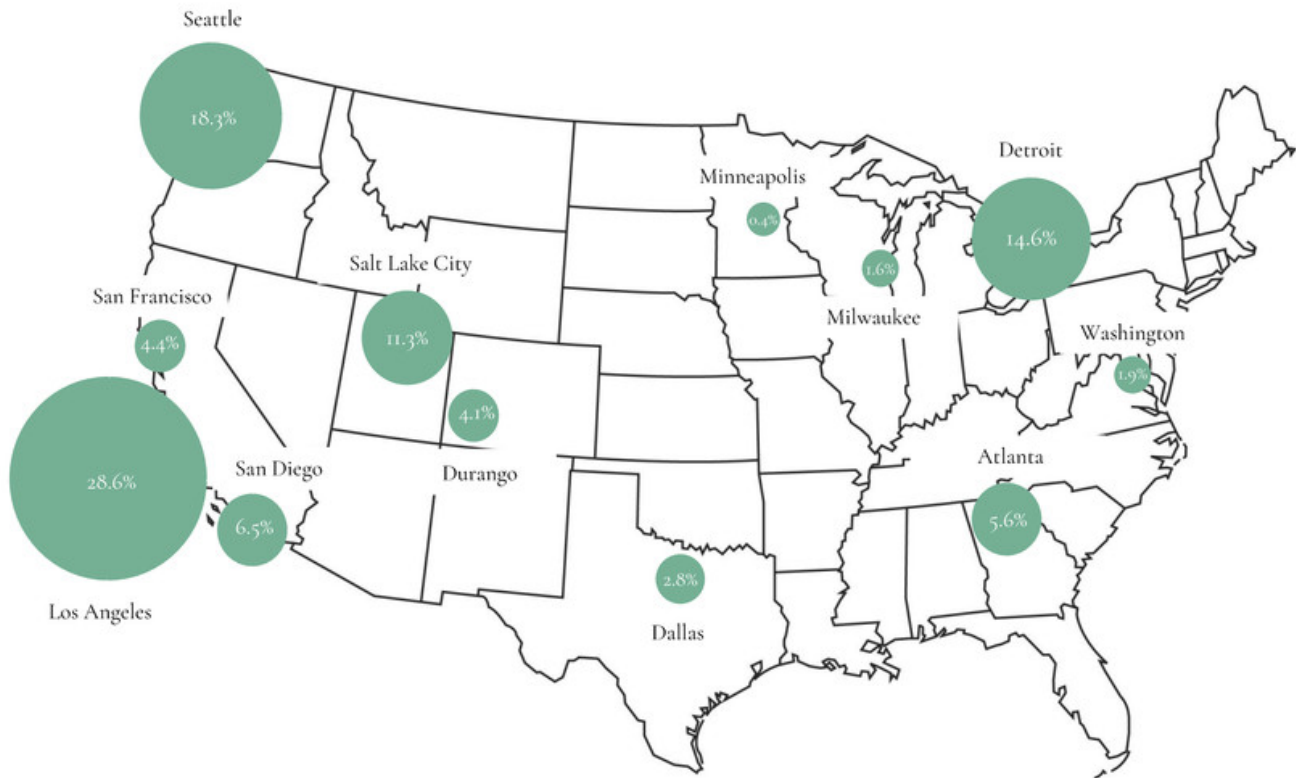 Seattle
18.3%
Detroit
14.6%
Minneapolis
0.4%
Salt Lake City
11.3%
1.6%
Milwaukee
San Francisco
4.4%
Washington
1.9%
4.1%
Durango
28.6%
Los Angeles
San Diego
6.5%
Atlanta
5.6%
2.8%
Dallas